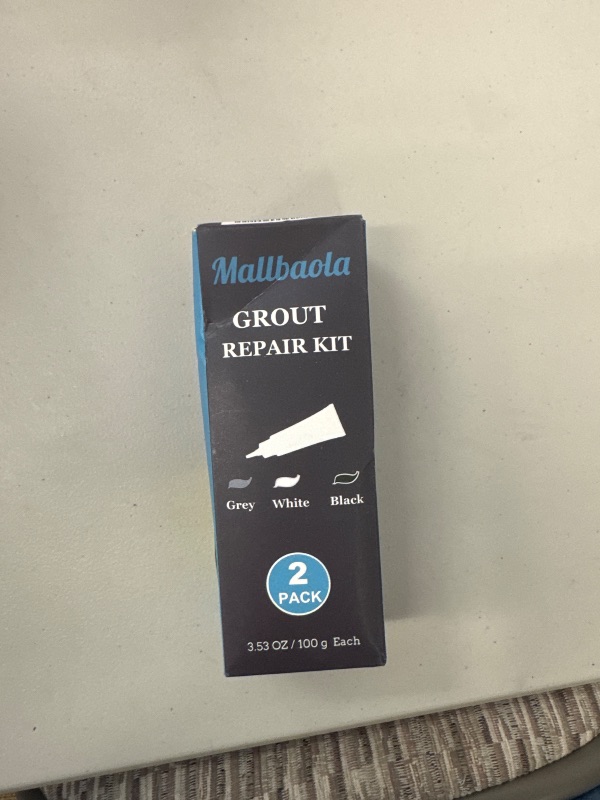 Mallbaola
GROUT
REPAIR KIT
Grey White Black
2
PACK
3.53 OZ / 100 g Each